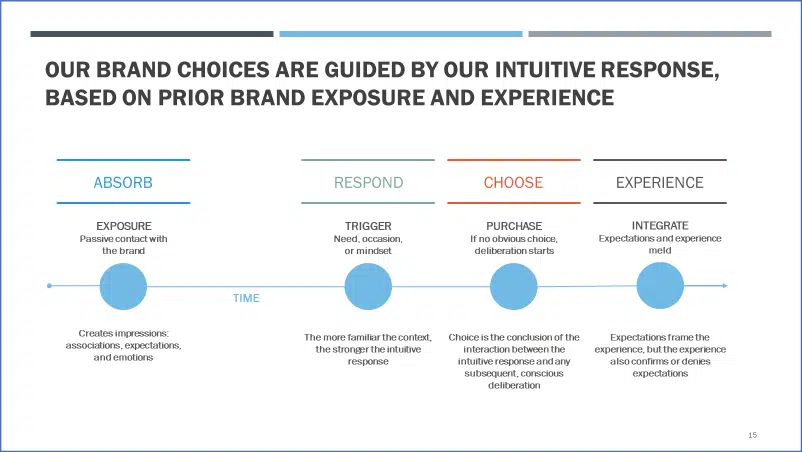 OUR BRAND CHOICES ARE GUIDED BY OUR INTUITIVE RESPONSE,
BASED ON PRIOR BRAND EXPOSURE AND EXPERIENCE
ABSORB
EXPOSURE
Passive contact with
the brand
Creates impressions:
associations, expectations,
and emotions
TIME
RESPOND
TRIGGER
Need, occasion,
or mindset
The more familiar the context,
the stronger the intuitive
response
CHOOSE
PURCHASE
If no obvious choice,
deliberation starts
Choice is the conclusion of the
interaction between the
intuitive response and any
subsequent, conscious
deliberation
EXPERIENCE
INTEGRATE
Expectations and experience
meld
Expectations frame the
experience, but the experience
also confirms or denies
expectations
15